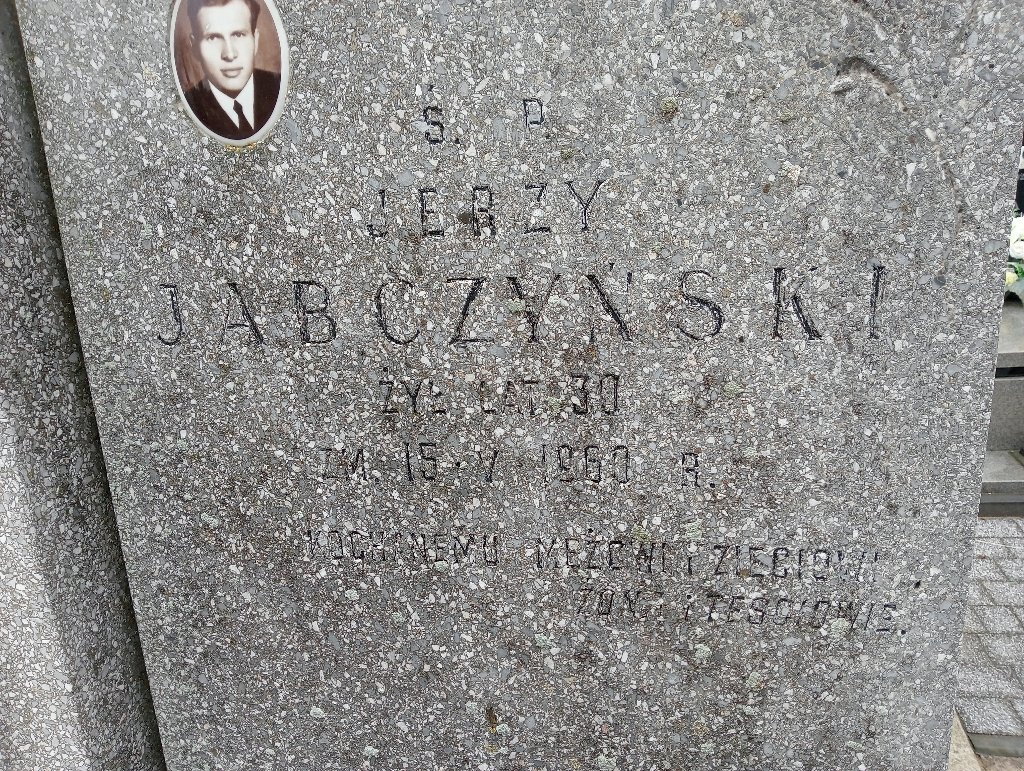 Ś. P.
JERZY
JABCZYŃSKI
ŻYŁ LAT 30
ZM. 15 V 1960 R.
KOCHANEMU MĘŻOWI I ZIĘCIOWI
ŻONA i TEŚCIOWIE.